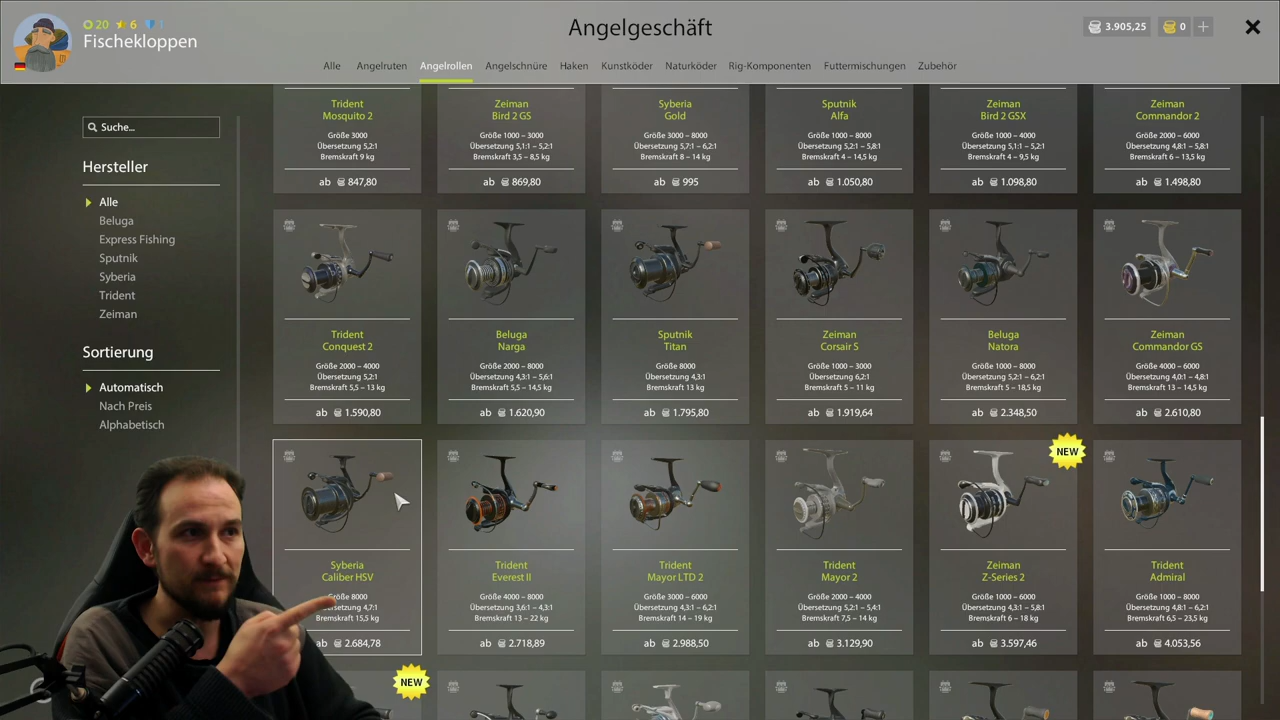 20 6 1
Fischekloppen
Angelgeschäft
3.905,25
0
Alle Angelruten Angelrollen Angelschnüre Haken Kunstköder Naturköder Rig-Komponenten Futtermischungen Zubehör
Suche...
Hersteller
Alle
Beluga
Express Fishing
Sputnik
Syberia
Trident
Zeiman
Sortierung
Automatisch
Nach Preis
Alphabetisch
Trident
Mosquito 2
Größe 3000
Übersetzung 5,2:1
Bremskraft 9 kg
ab 847,80
Zeiman
Bird 2 GS
Größe 1000 – 3000
Übersetzung 5,1:1 – 5,2:1
Bremskraft 3,5 – 8,5 kg
ab 869,80
Syberia
Gold
Größe 3000 – 8000
Übersetzung 5,7:1 – 6,2:1
Bremskraft 8 – 14 kg
ab 995
Sputnik
Alfa
Größe 1000 – 8000
Übersetzung 5,2:1 – 5,8:1
Bremskraft 4 – 14,5 kg
ab 1.050,80
Zeiman
Bird 2 GSX
Größe 1000 – 4000
Übersetzung 5,1:1 – 5,2:1
Bremskraft 4 – 9,5 kg
ab 1.098,80
Zeiman
Commander 2
Größe 2000 – 6000
Übersetzung 4,8:1 – 5,8:1
Bremskraft 6 – 13,5 kg
ab 1.498,80
Trident
Conquest 2
Größe 2000 – 4000
Übersetzung 5,2:1
Bremskraft 5,5 – 13 kg
ab 1.590,80
Beluga
Narga
Größe 2000 – 8000
Übersetzung 4,3:1 – 5,6:1
Bremskraft 5,5 – 14,5 kg
ab 1.620,90
Sputnik
Titan
Größe 8000
Übersetzung 4,3:1
Bremskraft 13 kg
ab 1.795,80
Zeiman
Corsair S
Größe 1000 – 3000
Übersetzung 6,2:1
Bremskraft 5 – 11 kg
ab 1.919,64
Beluga
Natora
Größe 1000 – 8000
Übersetzung 5,2:1 – 6,2:1
Bremskraft 5 – 18,5 kg
ab 2.348,50
Zeiman
Commander GS
Größe 4000 – 6000
Übersetzung 4,0:1 – 4,8:1
Bremskraft 13 – 14,5 kg
ab 2.610,80
Syberia
Caliber HSV
Größe 8000
Übersetzung 4,7:1
Bremskraft 15,5 kg
ab 2.684,78
Trident
Everest II
Größe 4000 – 8000
Übersetzung 3,6:1 – 4,3:1
Bremskraft 13 – 22 kg
ab 2.718,89
Trident
Mayor LTD 2
Größe 3000 – 6000
Übersetzung 4,3:1 – 6,2:1
Bremskraft 14 – 19 kg
ab 2.988,50
Trident
Mayor 2
Größe 2000 – 4000
Übersetzung 5,2:1 – 5,4:1
Bremskraft 7,5 – 14 kg
ab 3.129,90
NEW
Zeiman
Z-Series 2
Größe 1000 – 6000
Übersetzung 4,3:1 – 5,8:1
Bremskraft 6 – 18 kg
ab 3.597,46
Trident
Admiral
Größe 1000 – 8000
Übersetzung 4,8:1 – 6,2:1
Bremskraft 6,5 – 23,5 kg
ab 4.053,56
NEW